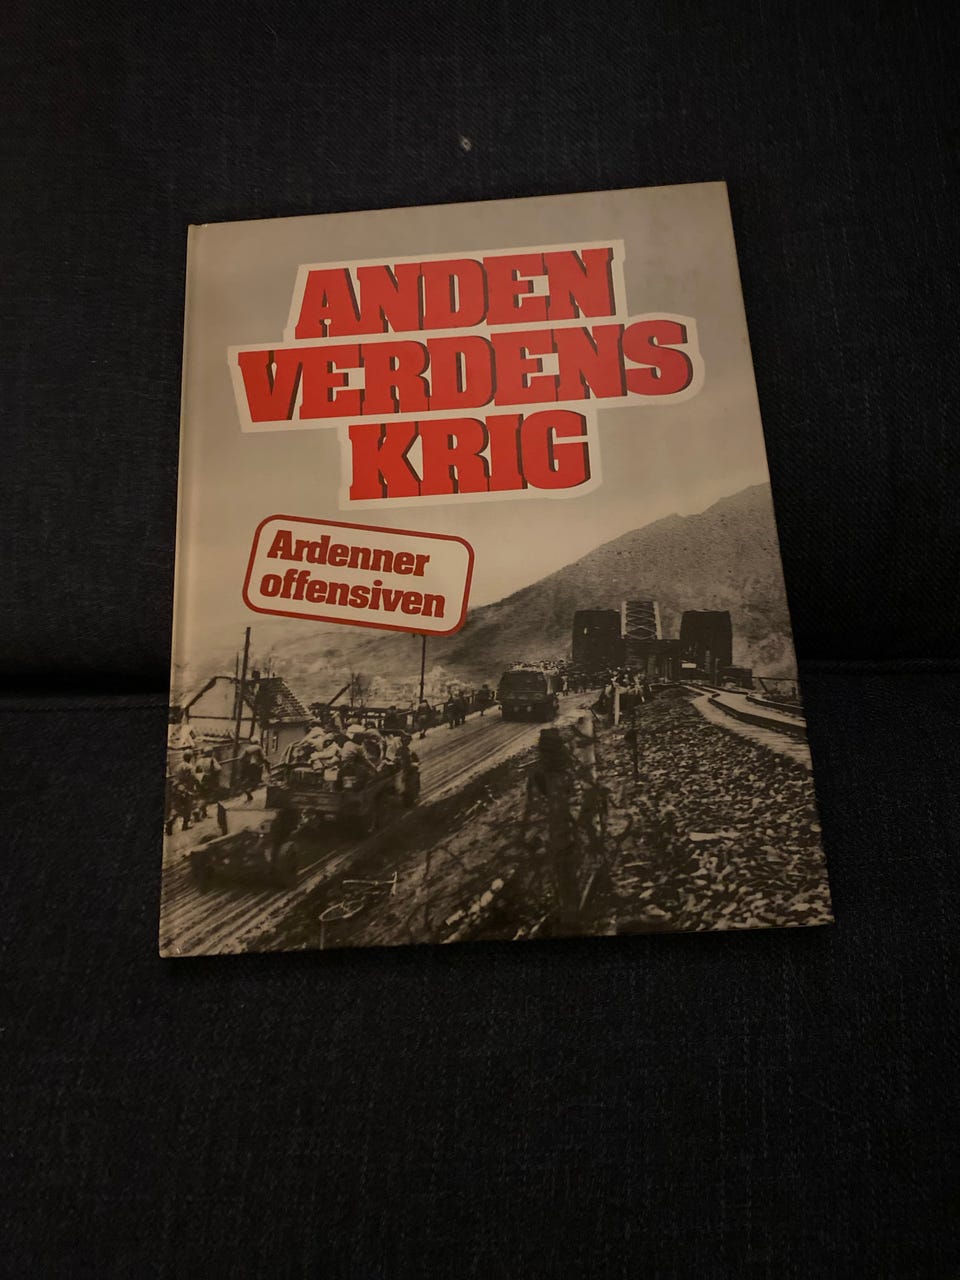 ANDEN
VERDENS
KRIG
Ardenner
offensiven